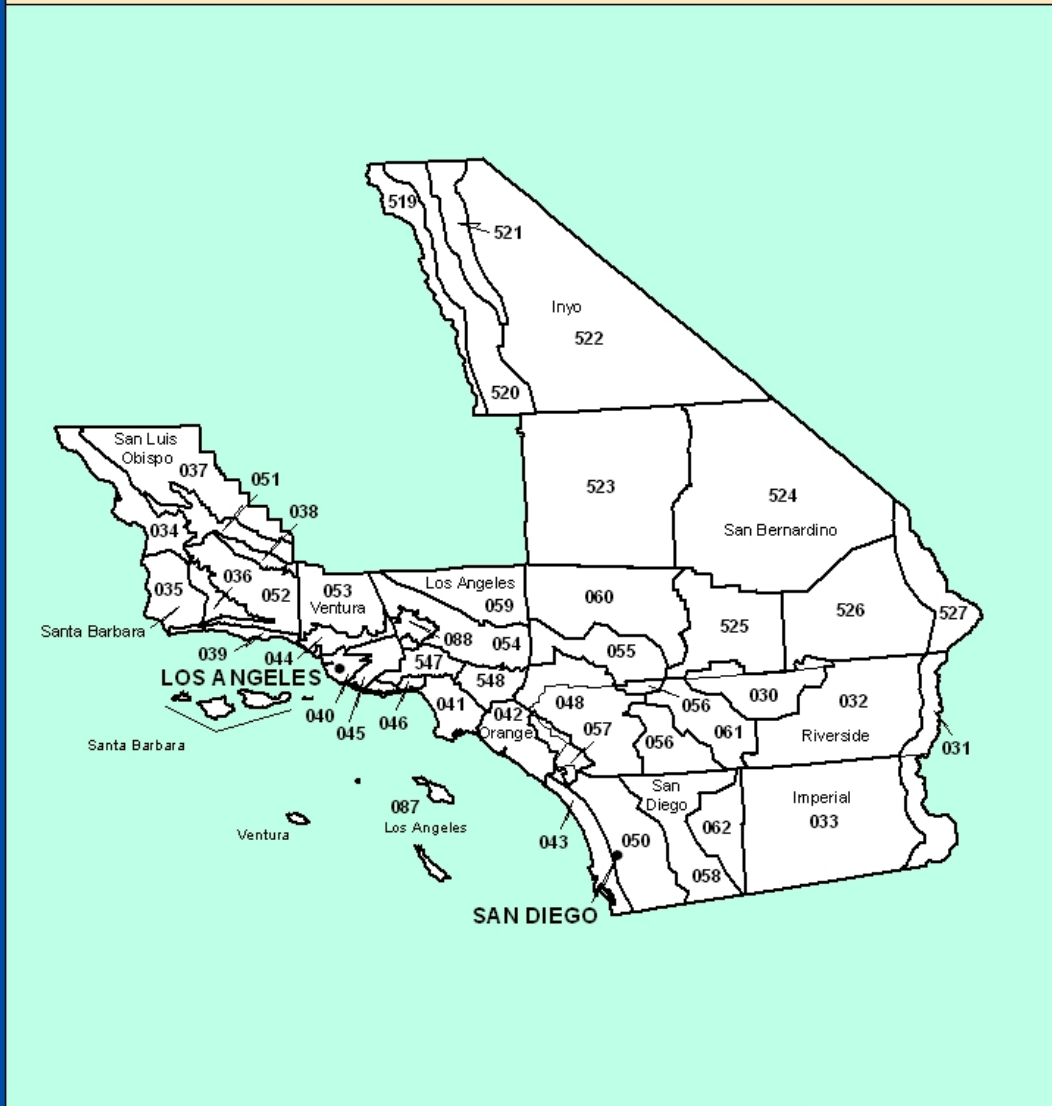 519
521
Inyo
522
520
San Luis
Obispo
037
051
038
523
524
San Bernardino
034
036
035
052
053
Ventura
Los Angeles
059
060
526
527
525
Santa Barbara
039
044
088
054
055
547
548
LOS ANGELES
040
045
046
041
042
Orange
048
057
056
056
061
030
032
Riverside
031
Santa Barbara
087
Los Angeles
Ventura
043
San
Diego
050
062
058
Imperial
033
SAN DIEGO